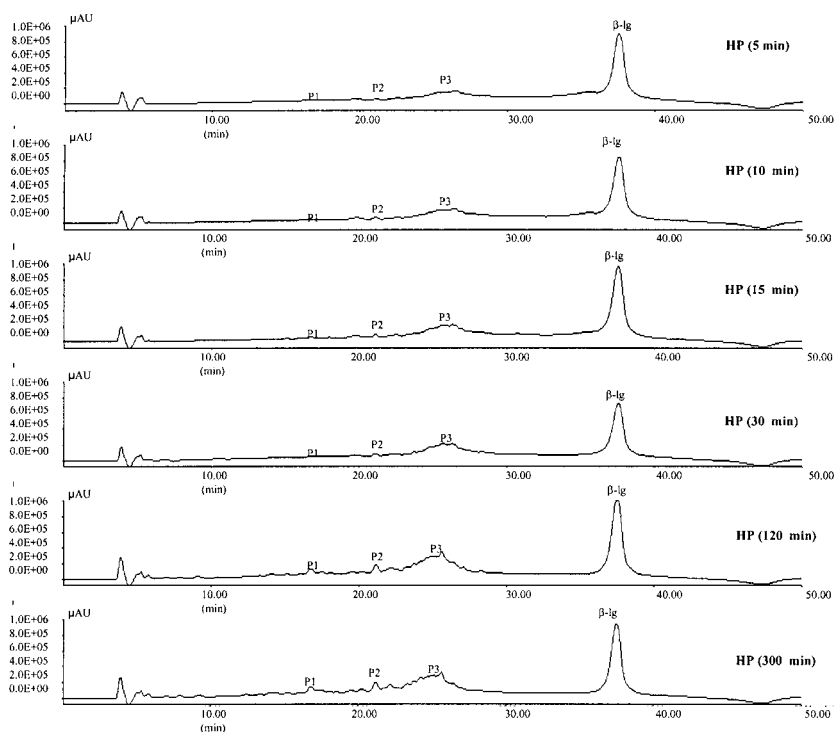 μAU
1.0E+06
8.0E+05
6.0E+05
4.0E+05
2.0E+05
0.0E+00
P1
P2
P3
β-lg
HP (5 min)
10.00
20.00
30.00
40.00
50.00
(min)
μAU
1.0E+06
8.0E+05
6.0E+05
4.0E+05
2.0E+05
0.0E+00
P1
P2
P3
β-lg
HP (10 min)
10.00
20.00
30.00
40.00
50.00
(min)
μAU
1.0E+06
8.0E+05
6.0E+05
4.0E+05
2.0E+05
0.0E+00
P1
P2
P3
β-lg
HP (15 min)
10.00
20.00
30.00
40.00
50.00
(min)
μAU
1.0E+06
8.0E+05
6.0E+05
4.0E+05
2.0E+05
0.0E+00
P1
P2
P3
β-lg
HP (30 min)
10.00
20.00
30.00
40.00
50.00
(min)
μAU
1.0E+06
8.0E+05
6.0E+05
4.0E+05
2.0E+05
0.0E+00
P1
P2
P3
β-lg
HP (120 min)
10.00
20.00
30.00
40.00
50.00
(min)
μAU
1.0E+06
8.0E+05
6.0E+05
4.0E+05
2.0E+05
0.0E+00
P1
P2
P3
β-lg
HP (300 min)
10.00
20.00
30.00
40.00
50.00
(min)